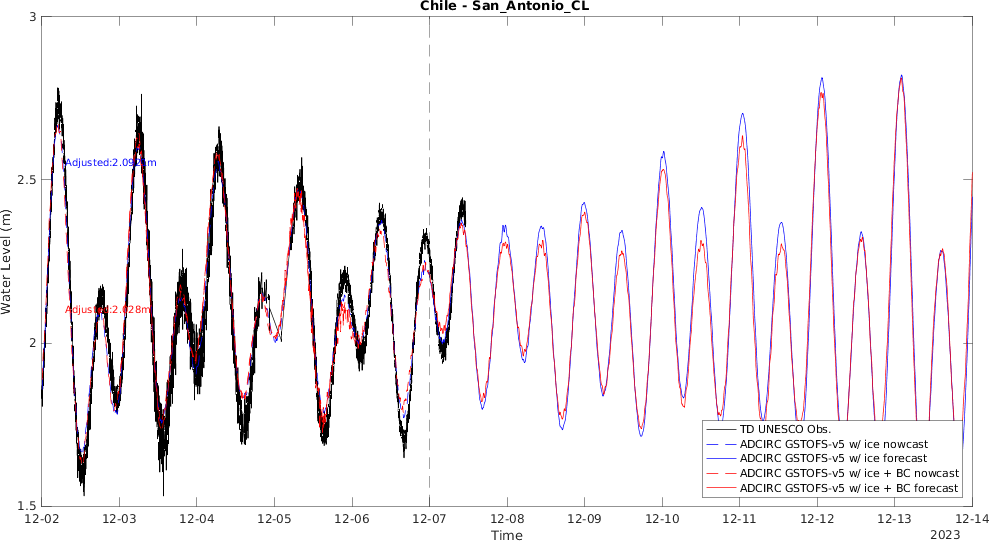 Chile - San_Antonio_CL
3
2.5
2
1.5
Water Level (m)
Adjusted:2.028m
TD UNESCO Obs.
ADCIRC GSTOFS-v5 w/ ice nowcast
ADCIRC GSTOFS-v5 w/ ice forecast
ADCIRC GSTOFS-v5 w/ ice + BC nowcast
ADCIRC GSTOFS-v5 w/ ice + BC forecast
12-02 12-03 12-04 12-05 12-06 12-07 12-08 12-09 12-10 12-11 12-12 12-13 12-14
Time
2023